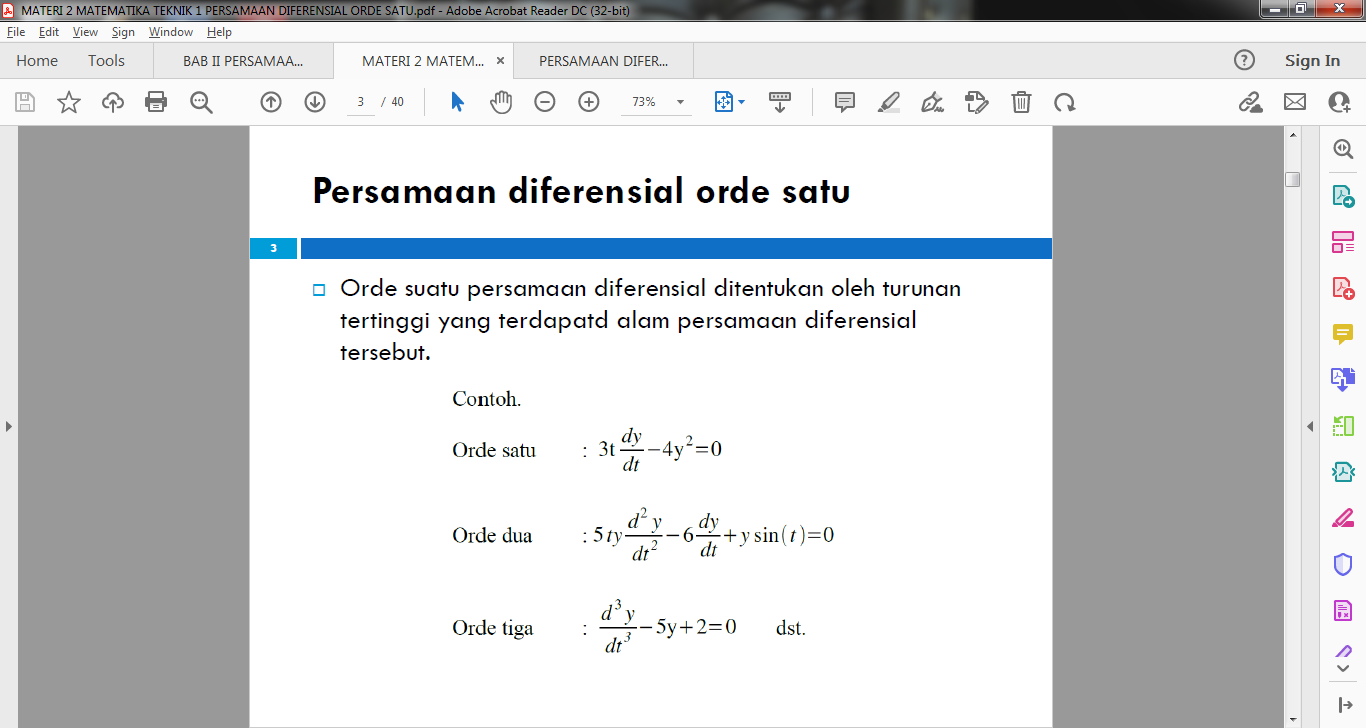 MATERI 2 MATEMATIKA TEKNIK 1 PERSAMAAN DIFERENSIAL ORDE SATU.pdf - Adobe Acrobat Reader DC (32-bit)
File Edit View Sign Window Help
Home Tools BAB II PERSAMAA... MATERI 2 MATEM... × PERSAMAAN DIFER... ? Sign In
3 / 40 73%
Persamaan diferensial orde satu
3
Orde suatu persamaan diferensial ditentukan oleh turunan
tertinggi yang terdapatd alam persamaan diferensial
tersebut.
Contoh.
Orde satu : 3t dy/dt −4y²=0
Orde dua : 5 ty d² y/dt² − 6 dy/dt + y sin(t)=0
Orde tiga : d³ y/dt³ − 5y+2=0 dst.